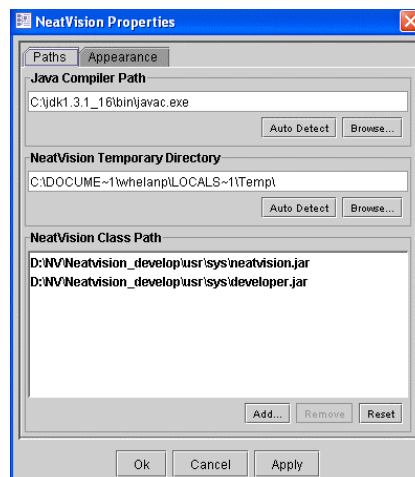 NeatVision Properties
Paths Appearance
Java Compiler Path
C:\jdk1.3.1_16\bin\javac.exe
Auto Detect Browse...
NeatVision Temporary Directory
C:\DOCUME~1\whelanp\LOCALS~1\Temp\
Auto Detect Browse...
NeatVision Class Path
D:\NV\Neatvision_develop\usr\sys\neatvision.jar
D:\NV\Neatvision_develop\usr\sys\developer.jar
Add... Remove Reset
Ok Cancel Apply